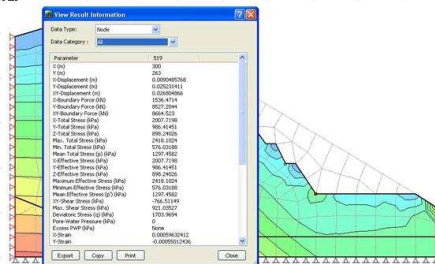 View Result Information
Data Type: Node
Data Category: All
Parameter 519
X (m) 300
Y (m) 263
X-Displacement (m) 0.0090485768
Y-Displacement (m) -0.025231411
XY-Displacement (m) 0.026804866
X-Boundary Force (kN) 1536.4714
Y-Boundary Force (kN) 8527.2044
XY-Boundary Force (kN) 8664.523
X-Total Stress (kPa) 2007.7198
Y-Total Stress (kPa) 986.41451
Z-Total Stress (kPa) 898.24026
Max. Total Stress (kPa) 2418.1024
Min. Total Stress (kPa) 576.03188
Mean Total Stress (p) (kPa) 1297.4582
X-Effective Stress (kPa) 2007.7198
Y-Effective Stress (kPa) 986.41451
Z-Effective Stress (kPa) 898.24026
Maximum Effective Stress (kPa) 2418.1024
Minimum Effective Stress (kPa) 576.03188
Mean Effective Stress (p') (kPa) 1297.4582
XY-Shear Stress (kPa) -766.51149
Max. Shear Stress (kPa) 921.03527
Deviatoric Stress (q) (kPa) 1703.9694
Pore-Water Pressure (kPa) 0
Excess PWP (kPa) None
X-Strain 0.00059632412
Y-Strain -0.00055012436
Export Copy Print Close